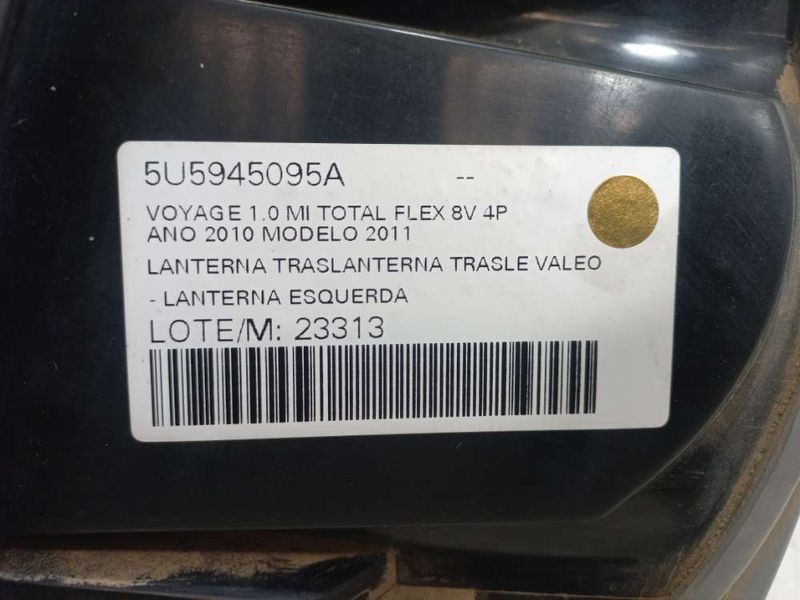 5U5945095A --
VOYAGE 1.0 MI TOTAL FLEX 8V 4P
ANO 2010 MODELO 2011
LANTERNA TRASLANTERNA TRASLE VALEO
- LANTERNA ESQUERDA
LOTE/M: 23313